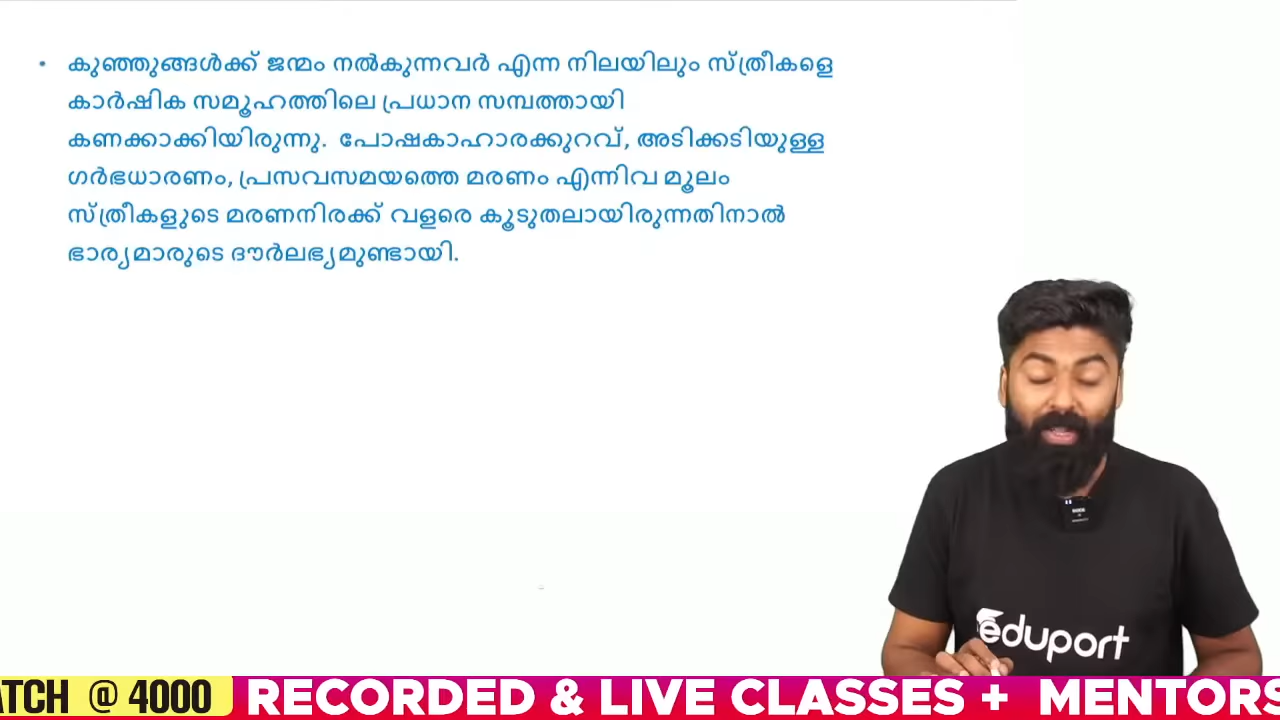 കുഞ്ഞുങ്ങൾക്ക് ജന്മം നൽകുന്നവർ എന്ന നിലയിലും സ്ത്രീകളെ
കാർഷിക സമൂഹത്തിലെ പ്രധാന സമ്പത്തായി
കണക്കാക്കിയിരുന്നു. പോഷകാഹാരക്കുറവ്, അടിക്കടിയുള്ള
ഗർഭധാരണം, പ്രസവസമയത്തെ മരണം എന്നിവ മൂലം
സ്ത്രീകളുടെ മരണനിരക്ക് വളരെ കൂടുതലായിരുന്നതിനാൽ
ഭാര്യമാരുടെ ദൗർലഭ്യമുണ്ടായി.
eduport
ATCH @ 4000 RECORDED & LIVE CLASSES + MENTORS